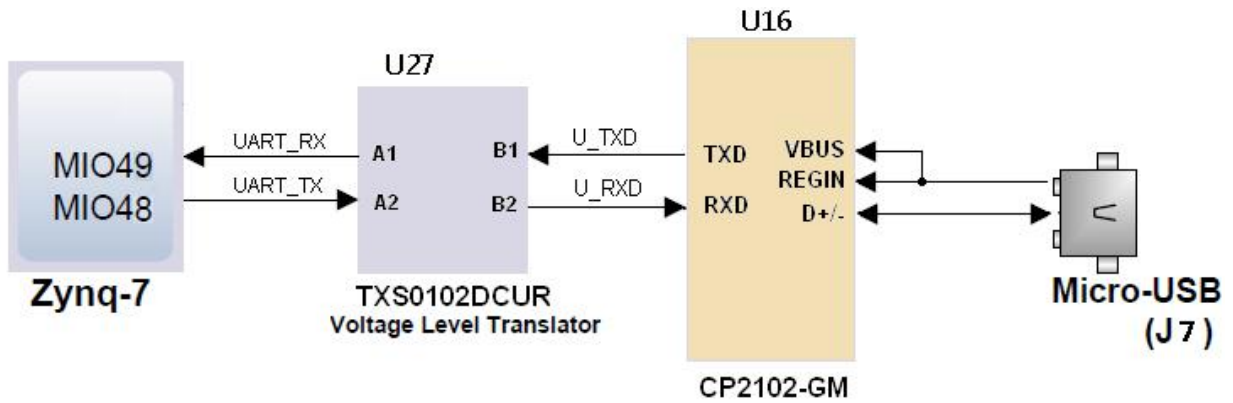 U16
U27
MIO49
MIO48
UART_RX
UART_TX
A1
A2
B1
B2
U_TXD
U_RXD
TXD
RXD
VBUS
REGIN
D+/-
Zynq-7
TXS0102DCUR
Voltage Level Translator
CP2102-GM
Micro-USB
(J7)